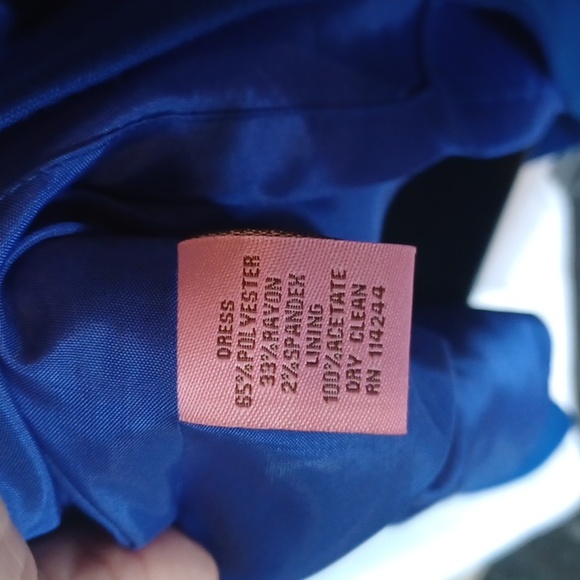 DRESS
65%POLYESTER
33%RAYON
2%SPANDEX
LINING
100%ACETATE
DRY CLEAN
RN 114244